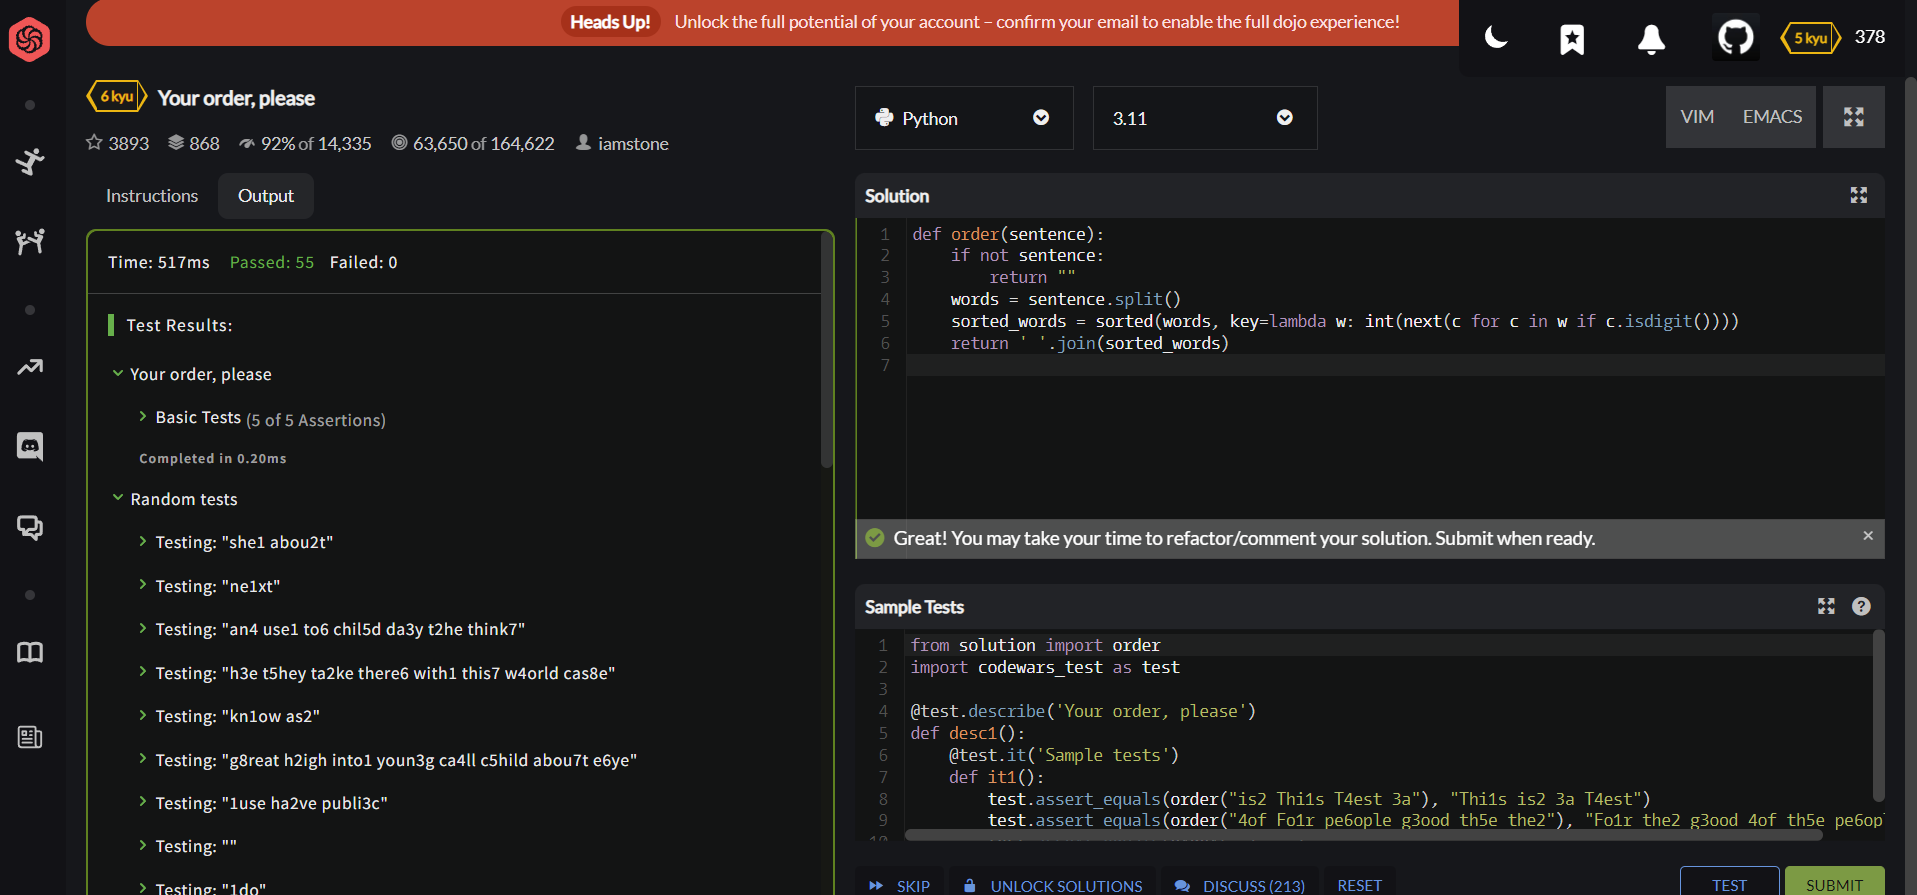 Heads Up! Unlock the full potential of your account – confirm your email to enable the full dojo experience!
5 kyu 378
6 kyu Your order, please
3893 868 92% of 14,335 63,650 of 164,622 iamstone
Instructions Output
Time: 517ms Passed: 55 Failed: 0
Test Results:
Your order, please
Basic Tests (5 of 5 Assertions)
Completed in 0.20ms
Random tests
Testing: "she1 abou2t"
Testing: "ne1xt"
Testing: "an4 use1 to6 chil5d da3y t2he think7"
Testing: "h3e t5hey ta2ke there6 with1 this7 w4orld cas8e"
Testing: "kn1ow as2"
Testing: "g8reat h2igh into1 youn3g ca4ll c5hild abou7t e6ye"
Testing: "1use ha2ve publi3c"
Testing: ""
Testing: "1do"
Python 3.11 VIM EMACS
Solution
1 def order(sentence):
2 if not sentence:
3 return ""
4 words = sentence.split()
5 sorted_words = sorted(words, key=lambda w: int(next(c for c in w if c.isdigit())))
6 return ' '.join(sorted_words)
7
Great! You may take your time to refactor/comment your solution. Submit when ready.
Sample Tests
1 from solution import order
2 import codewars_test as test
3
4 @test.describe('Your order, please')
5 def desc1():
6 @test.it('Sample tests')
7 def it1():
8 test.assert_equals(order("is2 Thi1s T4est 3a"), "Thi1s is2 3a T4est")
9 test.assert_equals(order("4of Fo1r pe6ople g3ood th5e the2"), "Fo1r the2 g3ood 4of th5e pe6opl
10
SKIP UNLOCK SOLUTIONS DISCUSS (213) RESET TEST SUBMIT